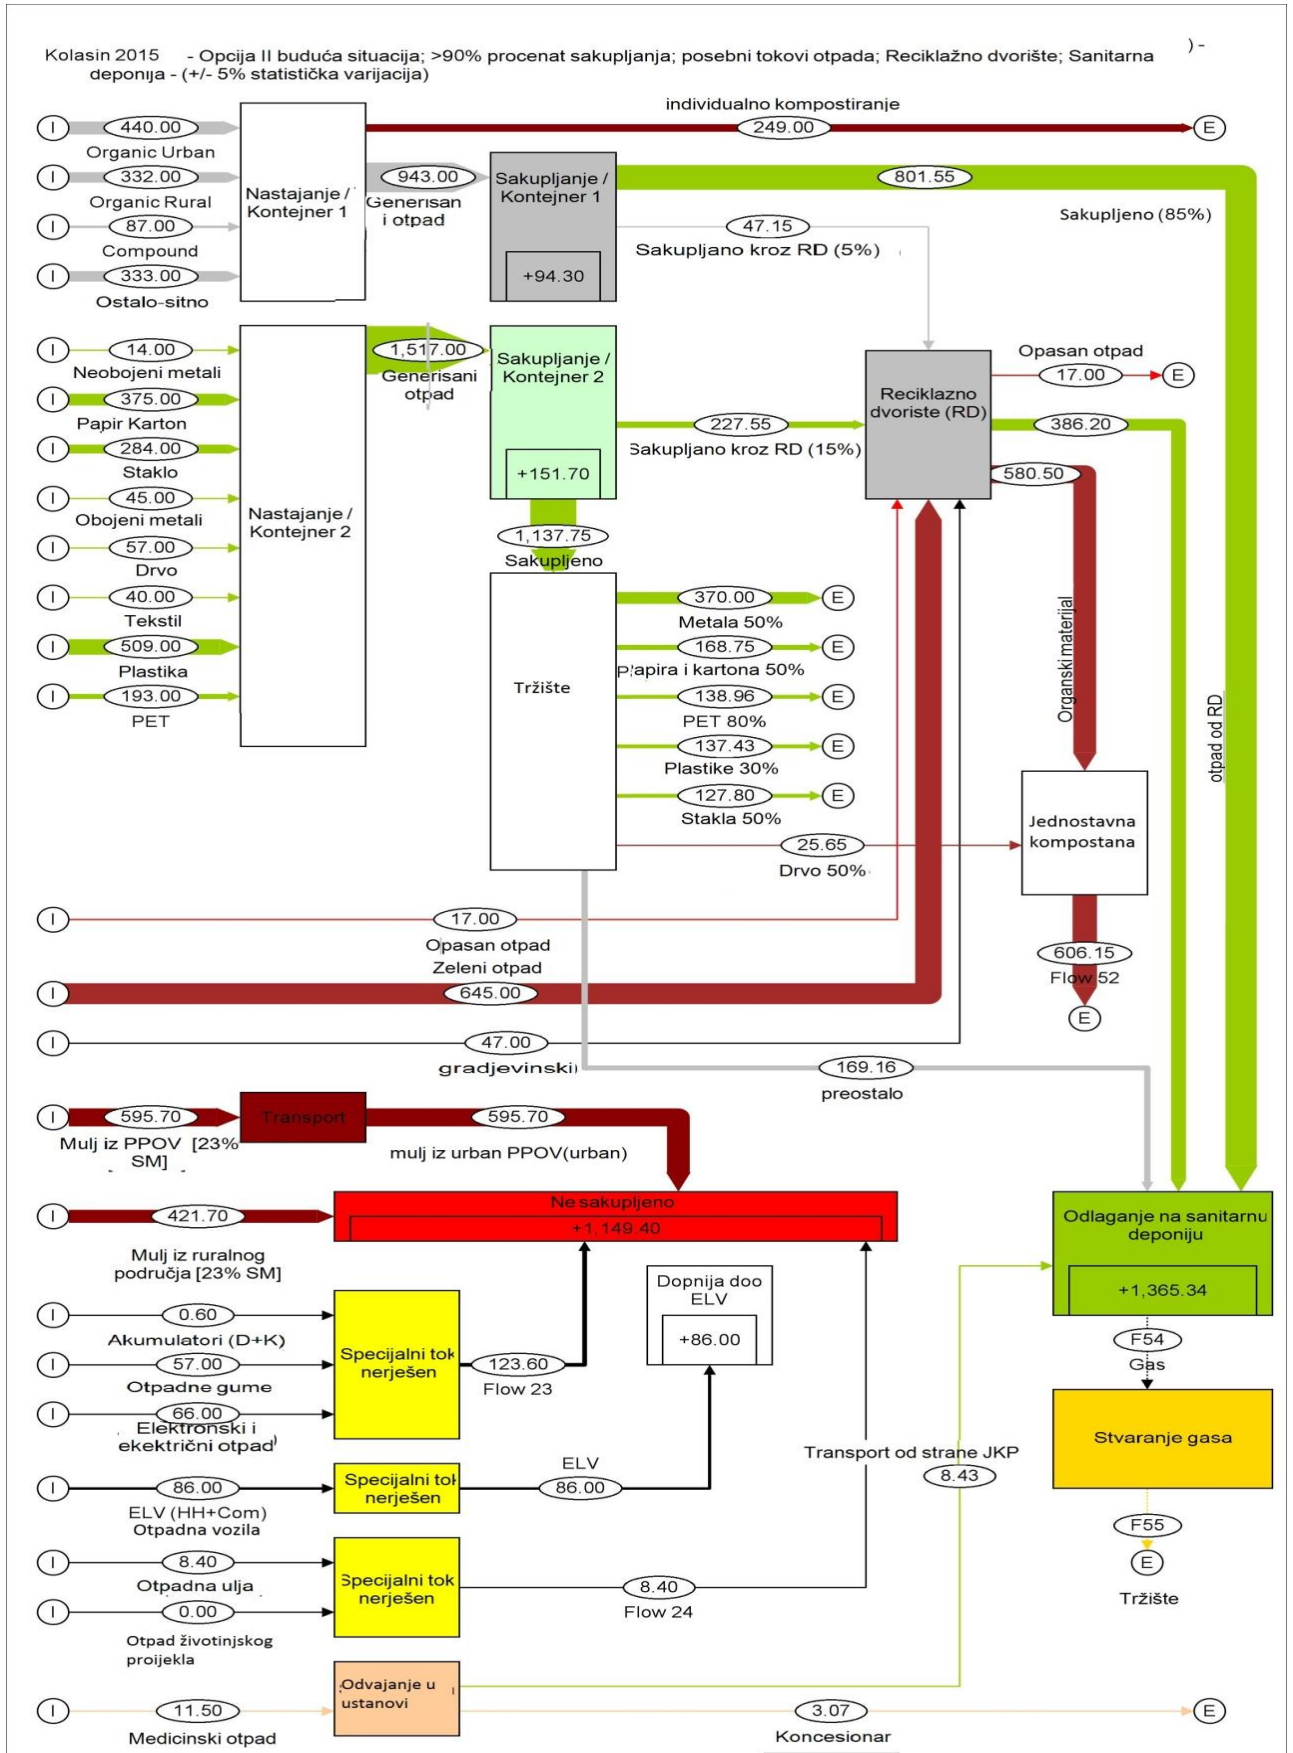 Kolasin 2015 - Opcija II buduća situacija; >90% procenat sakupljanja; posebni tokovi otpada; Reciklažno dvorište; Sanitarna ) -
deponija - (+/- 5% statistička varijacija)
individualno kompostiranje
I 440.00 249.00 E
Organic Urban
I 332.00
Organic Rural
I 87.00
Compound
I 333.00
Ostalo-sitno
Nastajanje /
Kontejner 1
943.00
Generisan
i otpad
Sakupljanje /
Kontejner 1
+94.30
801.55
Sakupljeno (85%)
47.15
Sakupljano kroz RD (5%)
I 14.00
Neobojeni metali
I 375.00
Papir Karton
I 284.00
Staklo
I 45.00
Obojeni metali
I 57.00
Drvo
I 40.00
Tekstil
I 509.00
Plastika
I 193.00
PET
Nastajanje /
Kontejner 2
1,517.00
Generisani
otpad
Sakupljanje /
Kontejner 2
+151.70
227.55
Sakupljano kroz RD (15%)
1,137.75
Sakupljeno
Reciklazno
dvoriste (RD)
Opasan otpad
17.00 E
386.20
580.50
Organski materijal
otpad od RD
Tržište
370.00 E
Metala 50%
168.75 E
Papira i kartona 50%
138.96 E
PET 80%
137.43 E
Plastike 30%
127.80 E
Stakla 50%
25.65
Drvo 50%
Jednostavna
kompostana
606.15
Flow 52
E
I 17.00
Opasan otpad
Zeleni otpad
I 645.00
I 47.00
gradjevinski)
169.16
preostalo
I 595.70
Mulj iz PPOV [23%
SM]
Transport
595.70
mulj iz urban PPOV(urban)
I 421.70
Mulj iz ruralnog
područja [23% SM]
Ne sakupljeno
+1,149.40
Odlaganje na sanitarnu
deponiju
+1,365.34
F54
Gas
Stvaranje gasa
F55
E
Tržište
Dopnija doo
ELV
+86.00
I 0.60
Akumulatori (D+K)
I 57.00
Otpadne gume
I 66.00
Elektronski i
ekektrični otpad)
Specijalni tok
nerješen
123.60
Flow 23
I 86.00
ELV (HH+Com)
Otpadna vozila
Specijalni tok
nerješen
ELV
86.00
Transport od strane JKP
8.43
I 8.40
Otpadna ulja
I 0.00
Otpad životinjskog
proijekla
Specijalni tok
nerješen
8.40
Flow 24
I 11.50
Medicinski otpad
Odvajanje u
ustanovi
3.07 E
Koncesionar